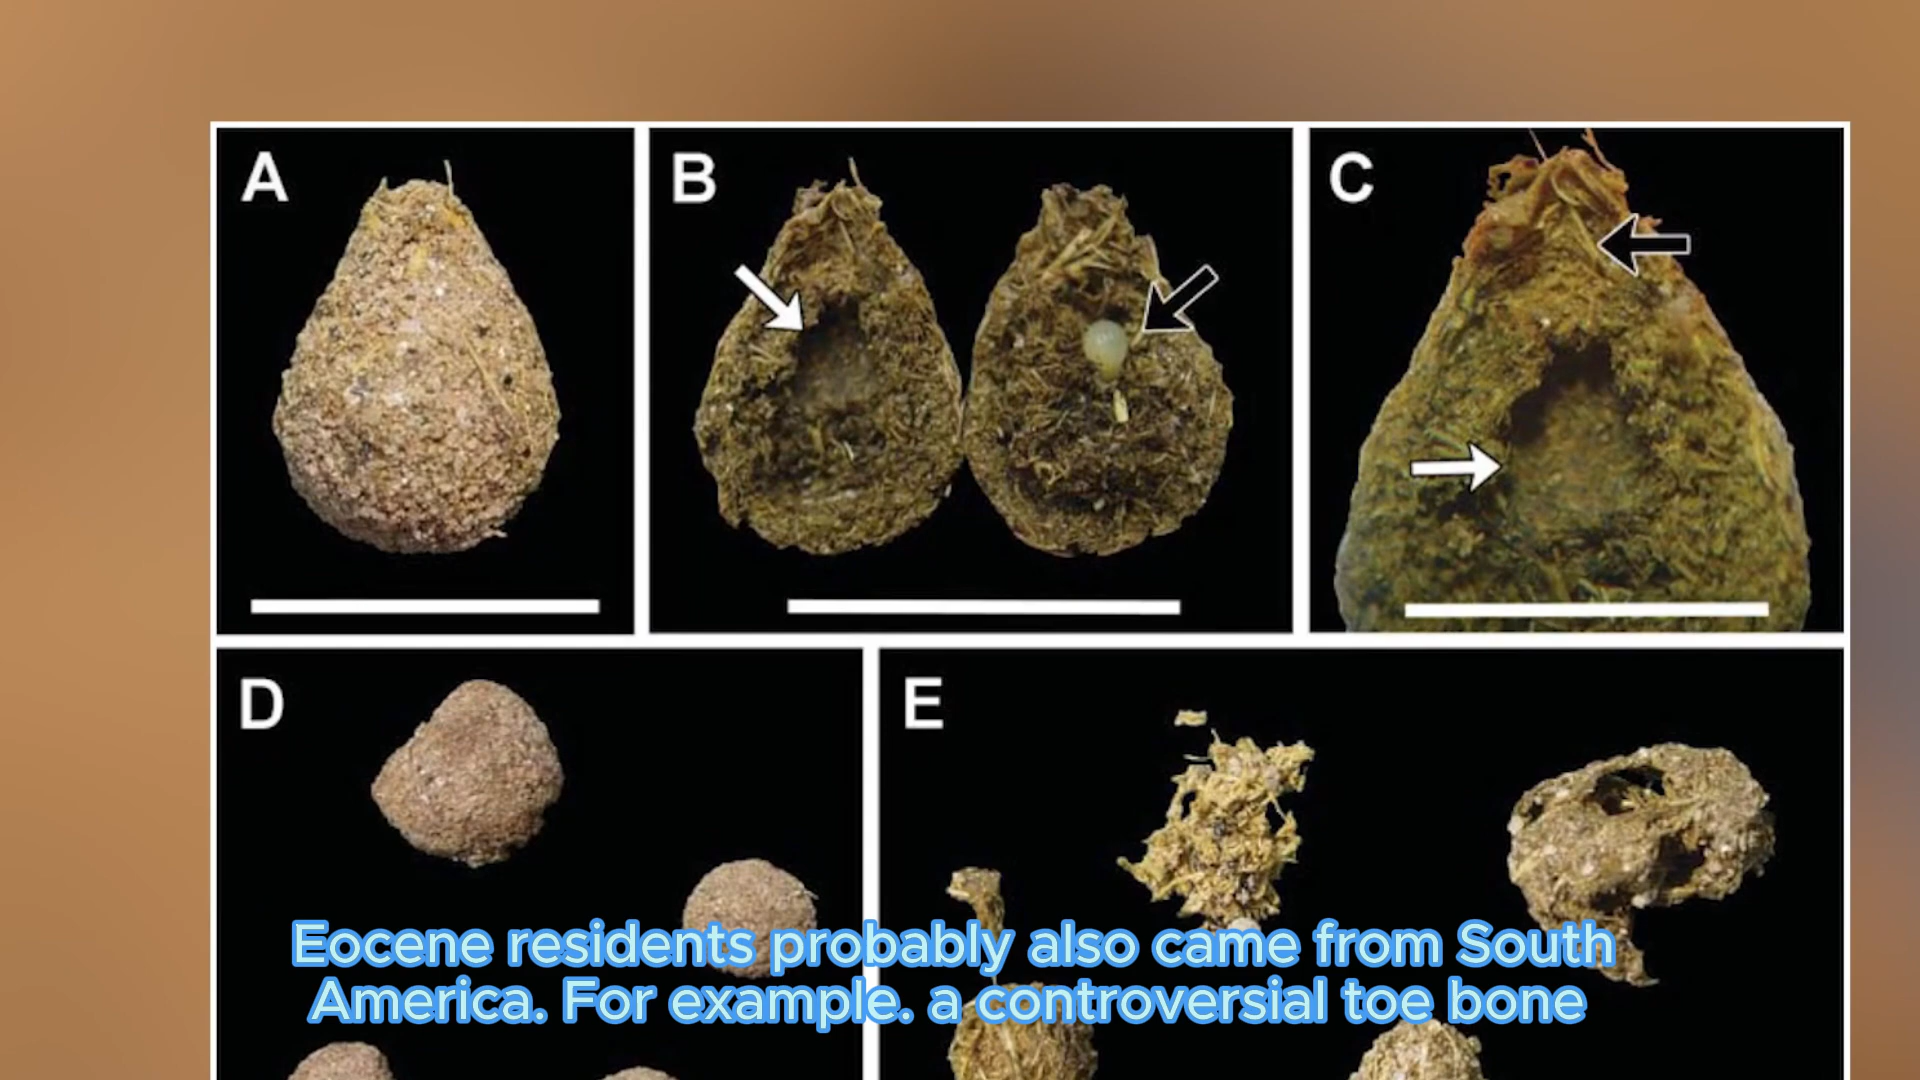 A
B
C
D
E
Eocene residents probably also came from South
America. For example. a controversial toe bone